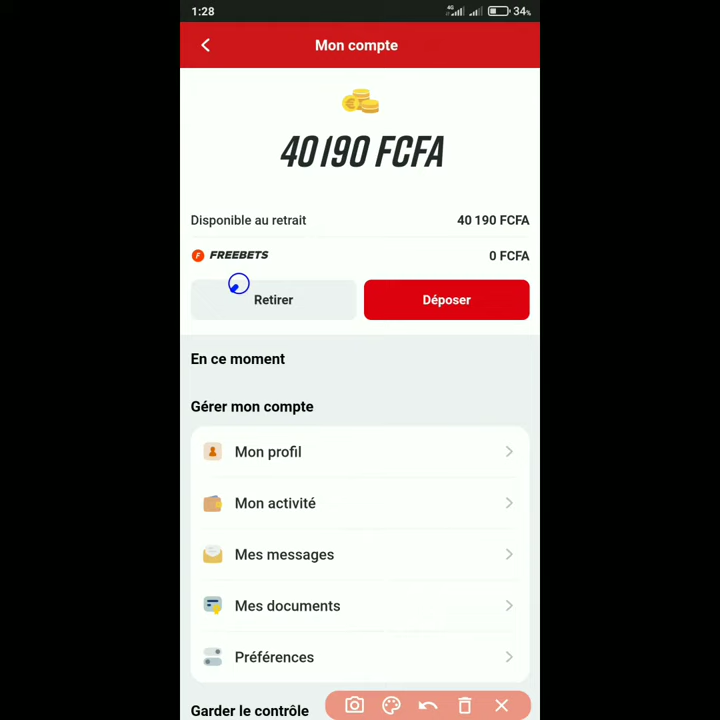 1:28
4G
34%
Mon compte
40 190 FCFA
Disponible au retrait 40 190 FCFA
F FREEBETS 0 FCFA
Retirer Déposer
En ce moment
Gérer mon compte
Mon profil
Mon activité
Mes messages
Mes documents
Préférences
Garder le contrôle